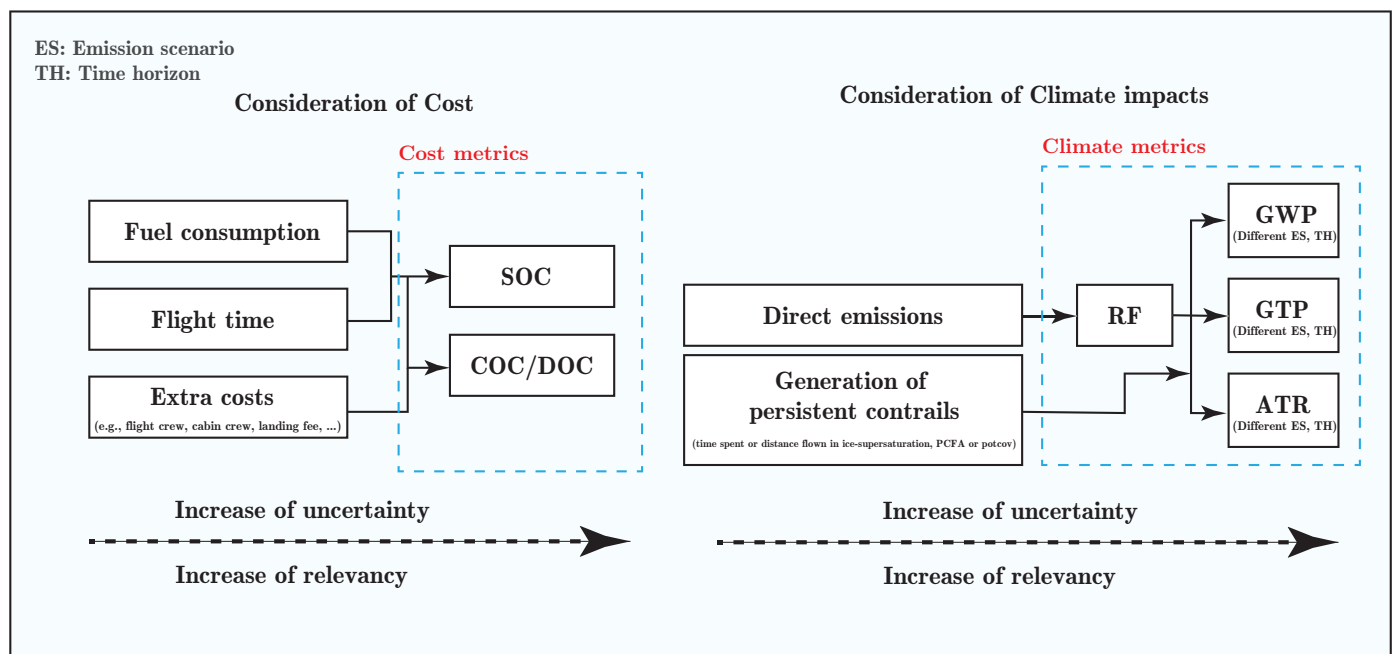 ES: Emission scenario
TH: Time horizon
Consideration of Cost
Cost metrics
Fuel consumption
Flight time
Extra costs
(e.g., flight crew, cabin crew, landing fee, ...)
SOC
COC/DOC
Increase of uncertainty
Increase of relevancy
Consideration of Climate impacts
Climate metrics
Direct emissions
Generation of
persistent contrails
(time spent or distance flown in ice-supersaturation, PCFA or potcov)
RF
GWP
(Different ES, TH)
GTP
(Different ES, TH)
ATR
(Different ES, TH)
Increase of uncertainty
Increase of relevancy